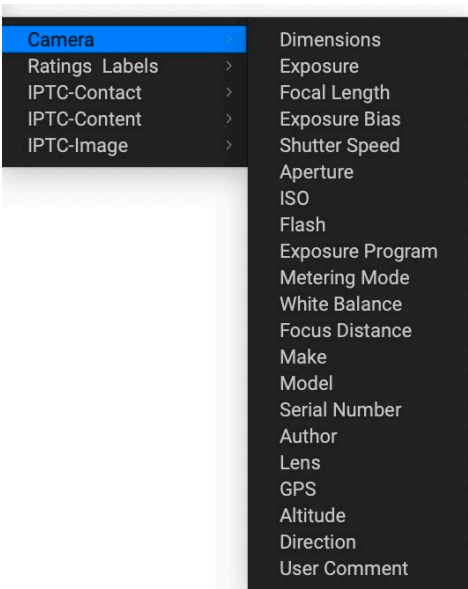 Camera
Ratings  Labels
IPTC-Contact
IPTC-Content
IPTC-Image
Dimensions
Exposure
Focal Length
Exposure Bias
Shutter Speed
Aperture
ISO
Flash
Exposure Program
Metering Mode
White Balance
Focus Distance
Make
Model
Serial Number
Author
Lens
GPS
Altitude
Direction
User Comment